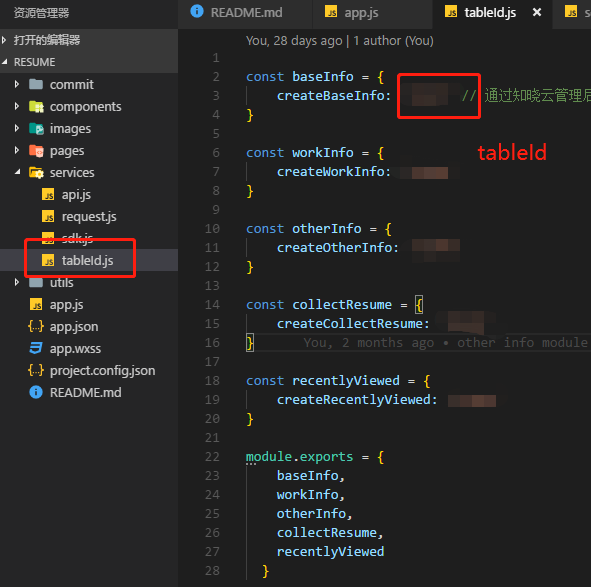 资源管理器
打开的编辑器
RESUME
commit
components
images
pages
services
api.js
request.js
sdk.js
tableId.js
utils
app.js
app.json
app.wxss
project.config.json
README.md
README.md
app.js
tableId.js
You, 28 days ago | 1 author (You)
1
2 const baseInfo = {
3 createBaseInfo: // 通过知晓云管理后
4 }
5
6 const workInfo = {
7 createWorkInfo:
8 }
9
10 const otherInfo = {
11 createOtherInfo:
12 }
13
14 const collectResume = {
15 createCollectResume:
16 } You, 2 months ago • other info module
17
18 const recentlyViewed = {
19 createRecentlyViewed:
20 }
21
22 module.exports = {
23 baseInfo,
24 workInfo,
25 otherInfo,
26 collectResume,
27 recentlyViewed
28 }
tableId